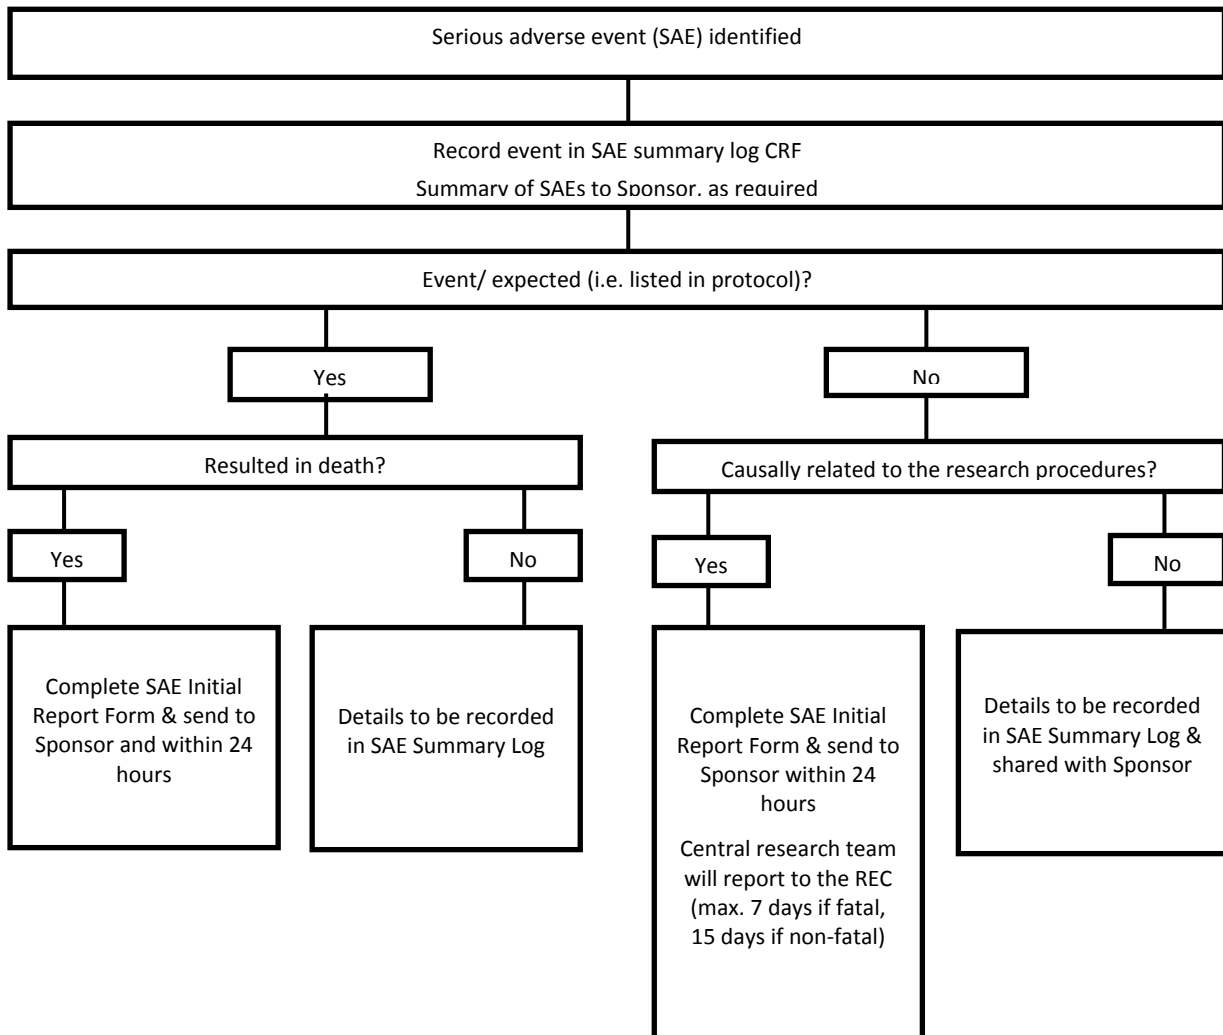 Serious adverse event (SAE) identified
Record event in SAE summary log CRF
Summary of SAEs to Sponsor, as required
Event/ expected (i.e. listed in protocol)?
Yes
No
Resulted in death?
Causally related to the research procedures?
Yes
No
Yes
No
Complete SAE Initial
Report Form & send to
Sponsor and within 24
hours
Details to be recorded
in SAE Summary Log
Complete SAE Initial
Report Form & send to
Sponsor within 24
hours
Central research team
will report to the REC
(max. 7 days if fatal,
15 days if non-fatal)
Details to be recorded
in SAE Summary Log &
shared with Sponsor